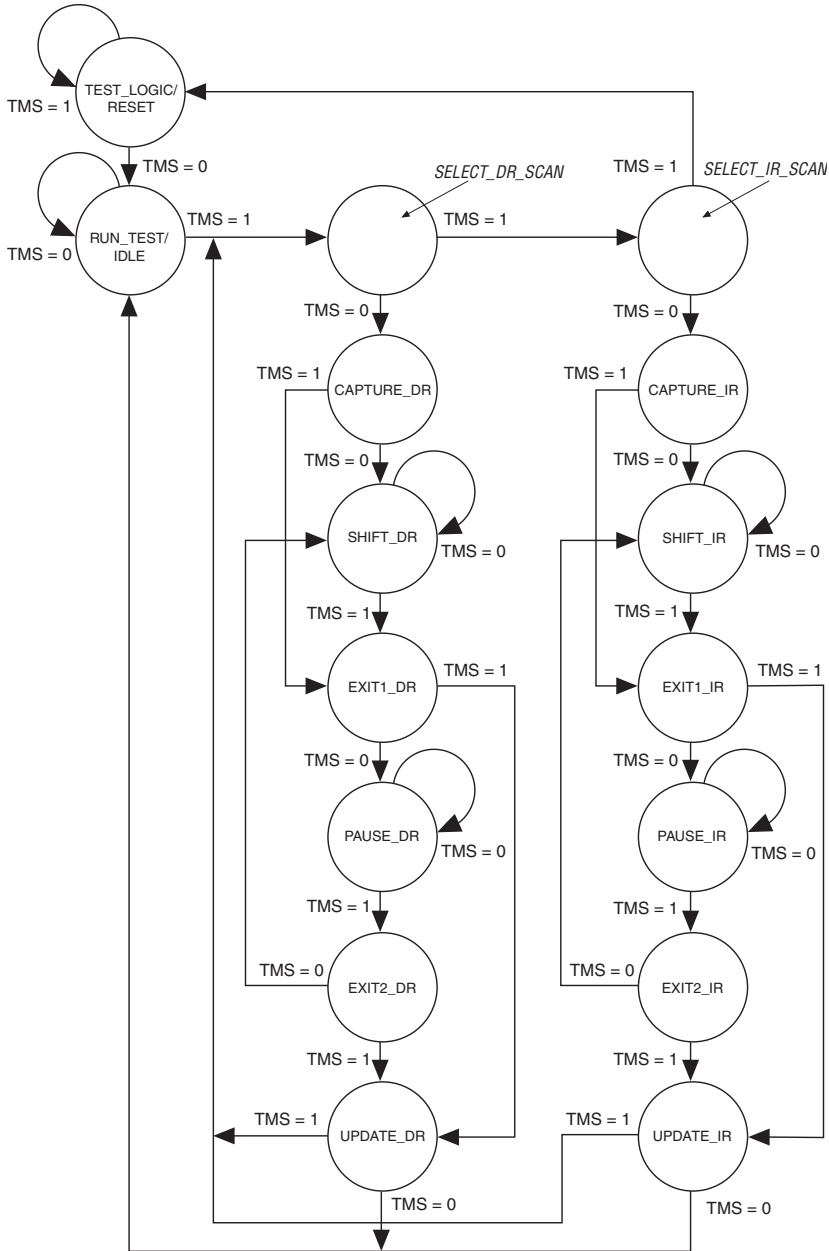 TEST_LOGIC/
RESET
TMS = 1
TMS = 0
SELECT_DR_SCAN
TMS = 1
SELECT_IR_SCAN
TMS = 1
TMS = 1
RUN_TEST/
IDLE
TMS = 0
TMS = 0
TMS = 0
TMS = 1
CAPTURE_DR
TMS = 1
CAPTURE_IR
TMS = 0
TMS = 0
SHIFT_DR
TMS = 0
SHIFT_IR
TMS = 0
TMS = 1
TMS = 1
EXIT1_DR
TMS = 1
EXIT1_IR
TMS = 1
TMS = 0
TMS = 0
PAUSE_DR
TMS = 0
PAUSE_IR
TMS = 0
TMS = 1
TMS = 1
TMS = 0
EXIT2_DR
TMS = 0
EXIT2_IR
TMS = 1
TMS = 1
TMS = 1
UPDATE_DR
TMS = 1
UPDATE_IR
TMS = 0
TMS = 0